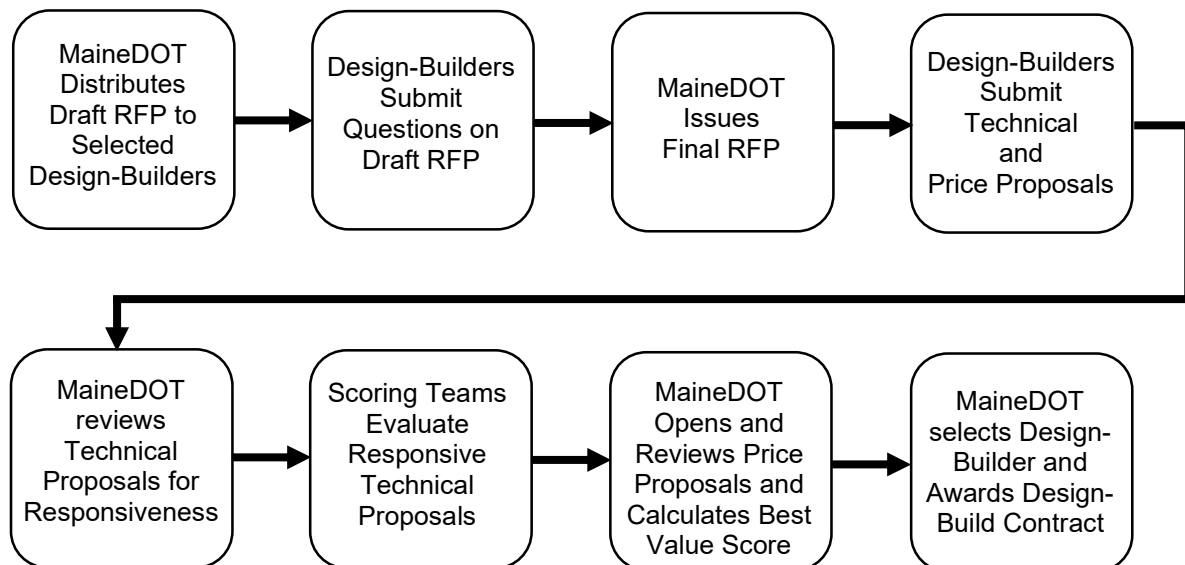 MaineDOT
Distributes
Draft RFP to
Selected
Design-Builders
Design-Builders
Submit
Questions on
Draft RFP
MaineDOT
Issues
Final RFP
Design-Builders
Submit
Technical
and
Price Proposals
MaineDOT
reviews
Technical
Proposals for
Responsiveness
Scoring Teams
Evaluate
Responsive
Technical
Proposals
MaineDOT
Opens and
Reviews Price
Proposals and
Calculates Best
Value Score
MaineDOT
selects Design-
Builder and
Awards Design-
Build Contract